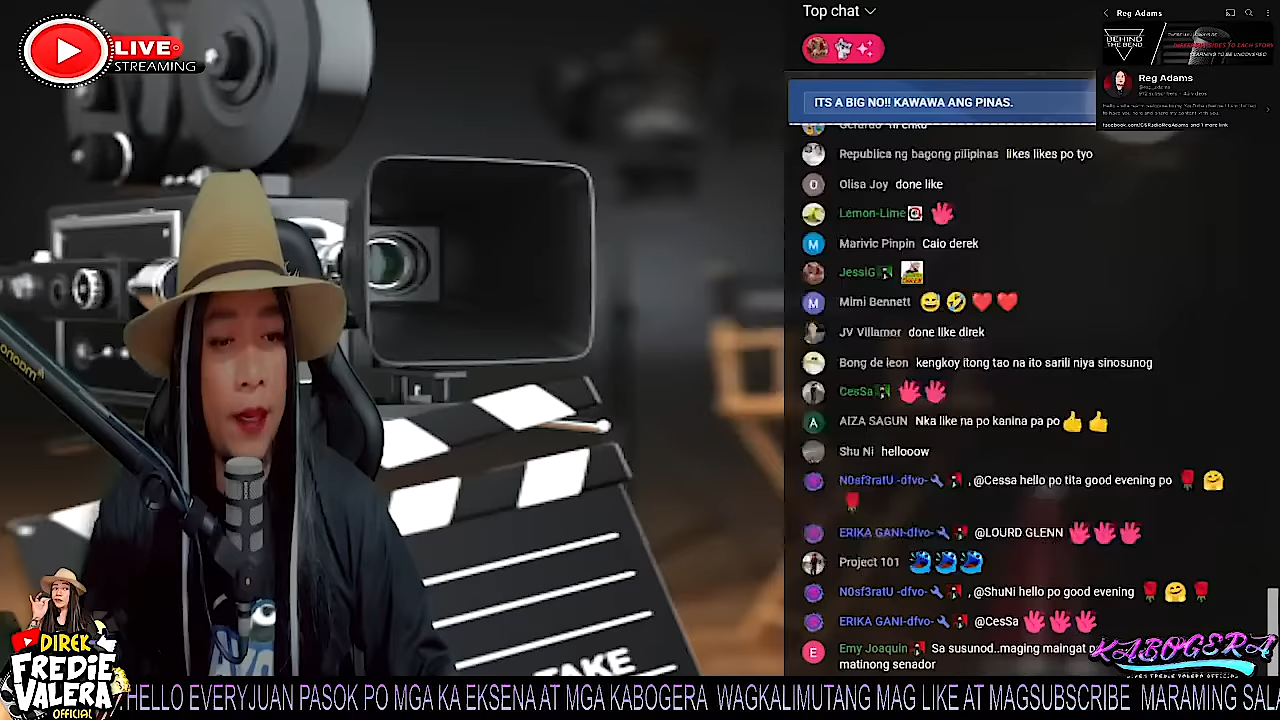 LIVE
STREAMING
Top chat
Reg Adams
BEHIND
THE BEND
Reg Adams
ITS A BIG NO!! KAWAWA ANG PINAS.
Republica ng bagong pilipinas likes likes po tyo
O Olisa Joy done like
Lemon-Lime
M Marivic Pinpin Caio derek
JessiG
M Mimi Bennett
JV Villamor done like direk
Bong de leon kengkoy itong tao na ito sarili niya sinosunog
CesSa
A AIZA SAGUN Nka like na po kanina pa po
Shu Ni hellooow
N0sf3ratU -dfvo- , @Cessa hello po tita good evening po
ERIKA GANI-dfvo- @LOURD GLENN
Project 101
N0sf3ratU -dfvo- , @ShuNi hello po good evening
ERIKA GANI-dfvo- @CesSa
E Emy Joaquin Sa susunod..maging maingat
matinong senador
KABOGERA
maono
TAKE
DIREK
FREDIE
VALERA
OFFICIAL
HELLO EVERYJUAN PASOK PO MGA KA EKSENA AT MGA KABOGERA WAGKALIMUTANG MAG LIKE AT MAGSUBSCRIBE MARAMING SALA